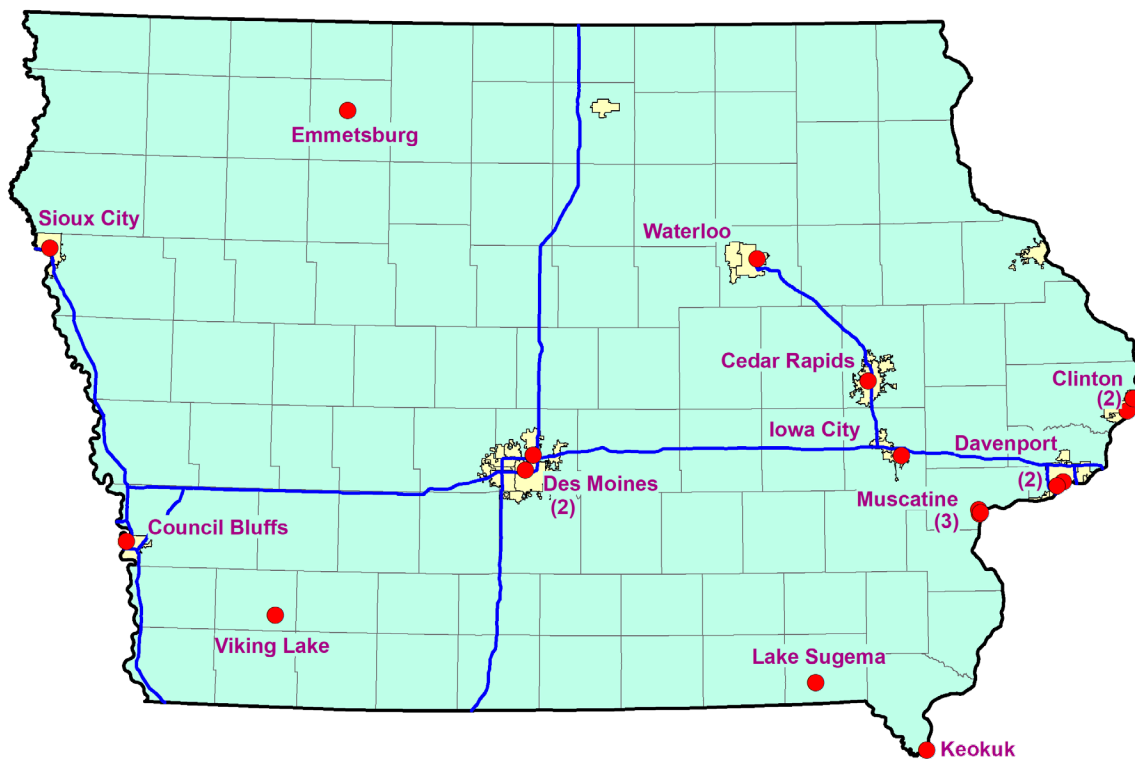 Emmetsburg
Sioux City
Waterloo
Cedar Rapids
Clinton
(2)
Iowa City
Davenport
(2)
Des Moines
(2)
Muscatine
(3)
Council Bluffs
Viking Lake
Lake Sugema
Keokuk